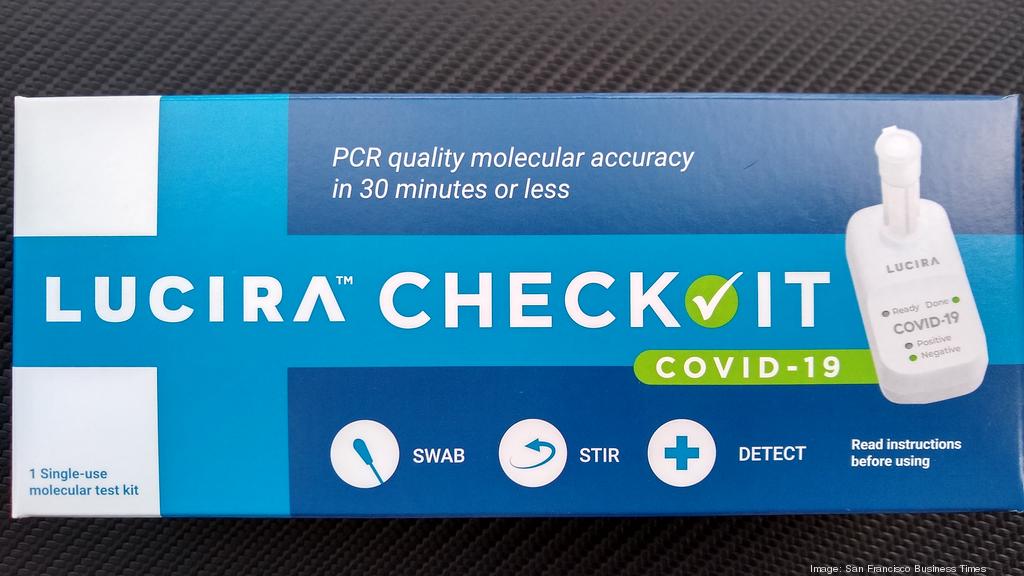 PCR quality molecular accuracy
in 30 minutes or less
LUCIRA™ CHECK✓IT
COVID-19
LUCIRA
Ready Done
COVID-19
Positive
Negative
SWAB STIR DETECT
Read instructions
before using
1 Single-use
molecular test kit
Image: San Francisco Business Times